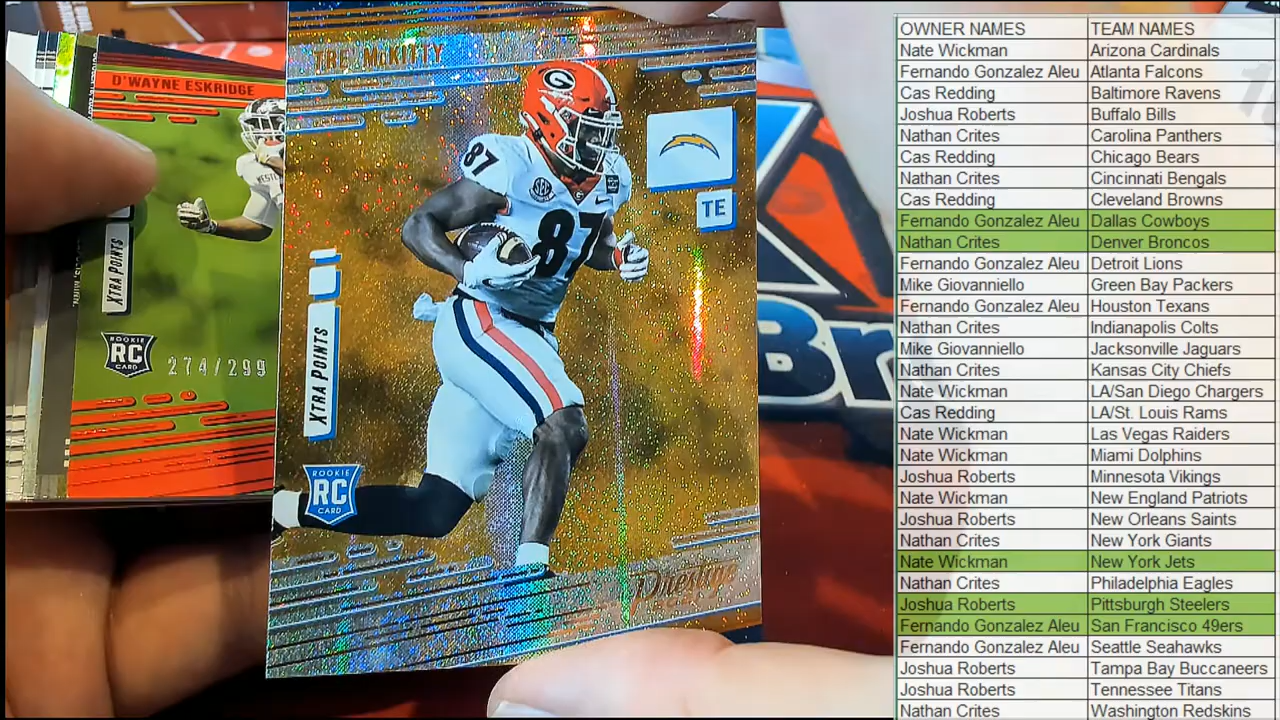 D'WAYNE ESKRIDGE
XTRA POINTS
ROOKIE
RC
CARD
274/299
TRE' McKITTY
G
87
SEC
87
TE
XTRA POINTS
ROOKIE
RC
CARD
Prestige
Br
OWNER NAMES TEAM NAMES
Nate Wickman Arizona Cardinals
Fernando Gonzalez Aleu Atlanta Falcons
Cas Redding Baltimore Ravens
Joshua Roberts Buffalo Bills
Nathan Crites Carolina Panthers
Cas Redding Chicago Bears
Nathan Crites Cincinnati Bengals
Cas Redding Cleveland Browns
Fernando Gonzalez Aleu Dallas Cowboys
Nathan Crites Denver Broncos
Fernando Gonzalez Aleu Detroit Lions
Mike Giovanniello Green Bay Packers
Fernando Gonzalez Aleu Houston Texans
Nathan Crites Indianapolis Colts
Mike Giovanniello Jacksonville Jaguars
Nathan Crites Kansas City Chiefs
Nate Wickman LA/San Diego Chargers
Cas Redding LA/St. Louis Rams
Nate Wickman Las Vegas Raiders
Nate Wickman Miami Dolphins
Joshua Roberts Minnesota Vikings
Nate Wickman New England Patriots
Joshua Roberts New Orleans Saints
Nathan Crites New York Giants
Nate Wickman New York Jets
Nathan Crites Philadelphia Eagles
Joshua Roberts Pittsburgh Steelers
Fernando Gonzalez Aleu San Francisco 49ers
Fernando Gonzalez Aleu Seattle Seahawks
Joshua Roberts Tampa Bay Buccaneers
Joshua Roberts Tennessee Titans
Nathan Crites Washington Redskins